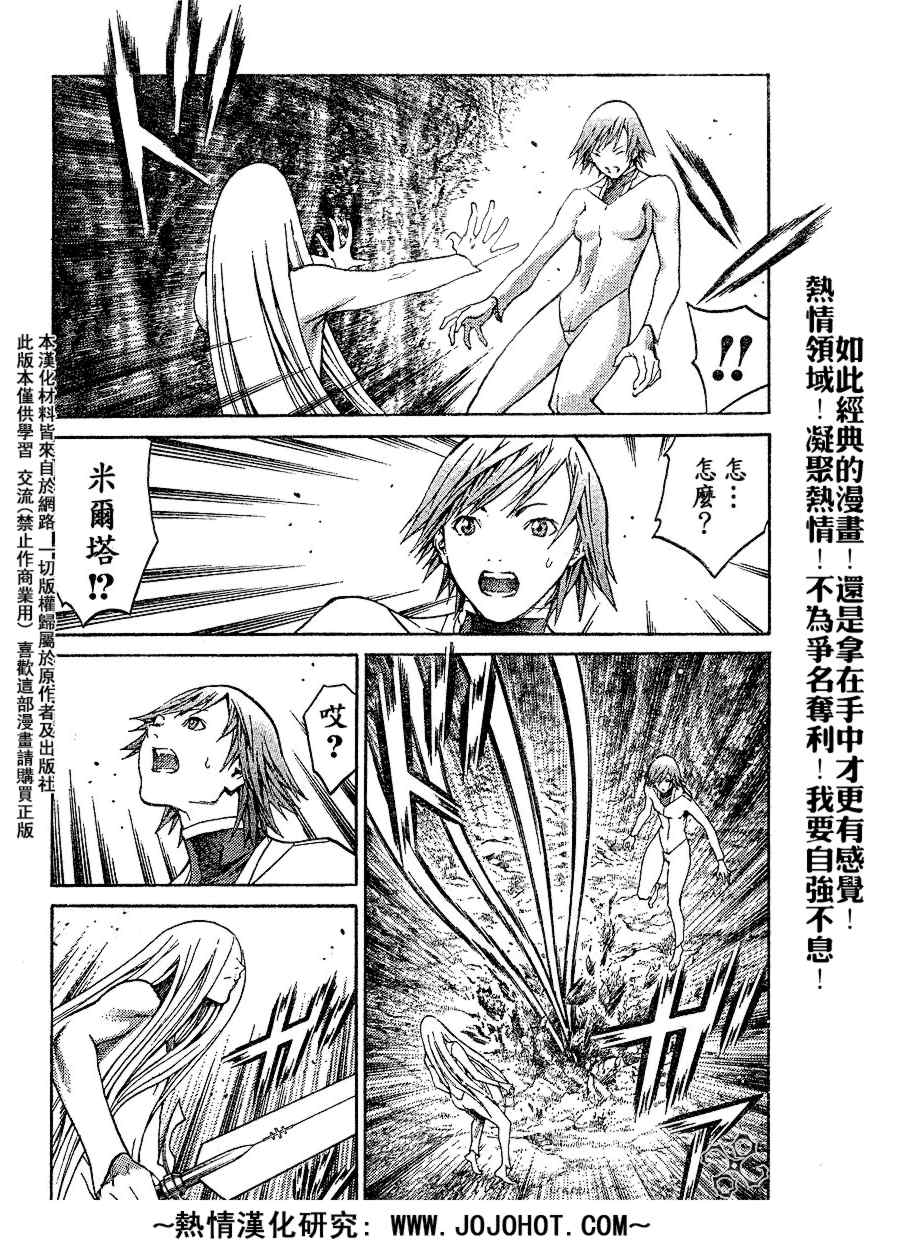 如此經典的漫畫！還是拿在手中才更有感覺！
熱情領域！凝聚熱情！不為爭名奪利！我要自強不息！
!!
怎…
怎麼？
米爾塔!?
哎？
本漢化材料皆來自於網路 一切版權歸屬於原作者及出版社
此版本僅供學習 交流（禁止作商業用） 喜歡這部漫畫請購買正版
~熱情漢化研究: WWW.JOJOHOT.COM~